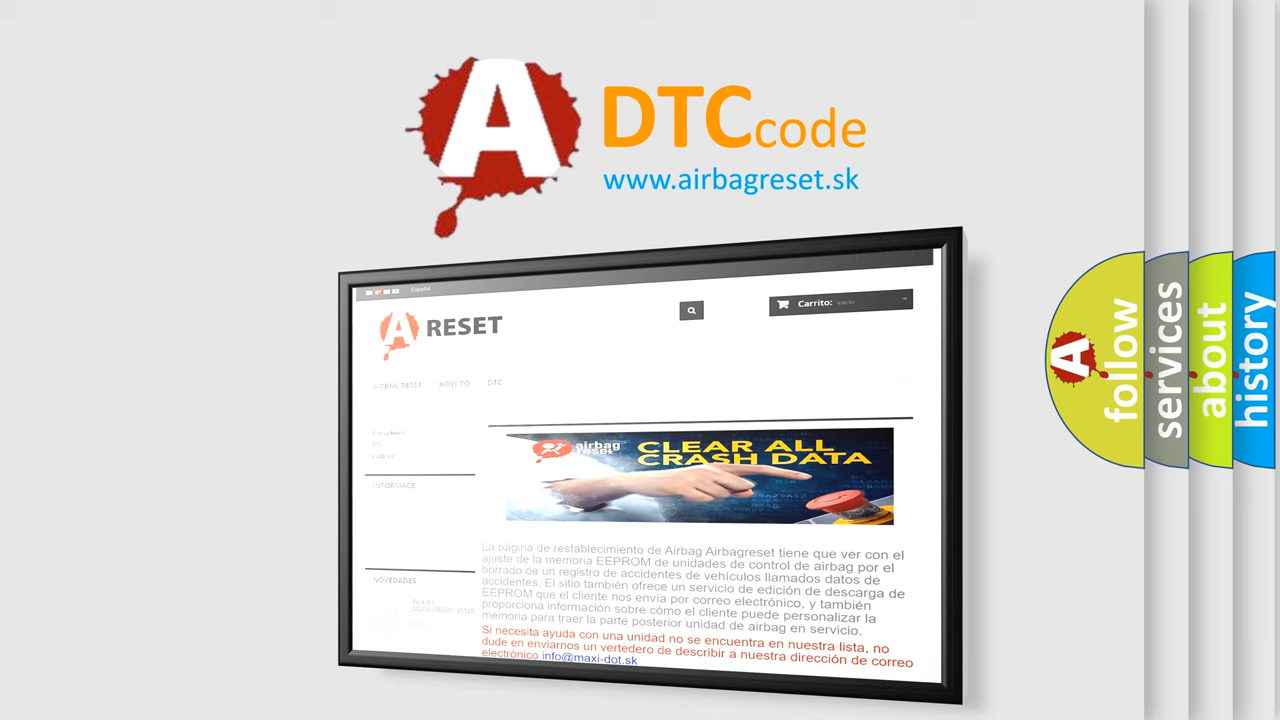 A
DTCcode
www.airbagreset.sk
Español
A RESET
Carrito: vacío
AIRBAG RESET HOW TO DTC
INFORMACE
airbag
reset
CLEAR ALL
CRASH DATA
La página de restablecimiento de Airbag Airbagreset tiene que ver con el
ajuste de la memoria EEPROM de unidades de control de airbag por el
borrado de un registro de accidentes de vehículos llamados datos de
accidentes. El sitio también ofrece un servicio de edición de descarga de
EEPROM que el cliente nos envía por correo electrónico, y también
proporciona información sobre cómo el cliente puede personalizar la
memoria para traer la parte posterior unidad de airbag en servicio.
Si necesita ayuda con una unidad no se encuentra en nuestra lista, no
dude en enviarnos un vertedero de describir a nuestra dirección de correo
electrónico info@maxi-dot.sk
NOVEDADES
A
follow
services
about
history